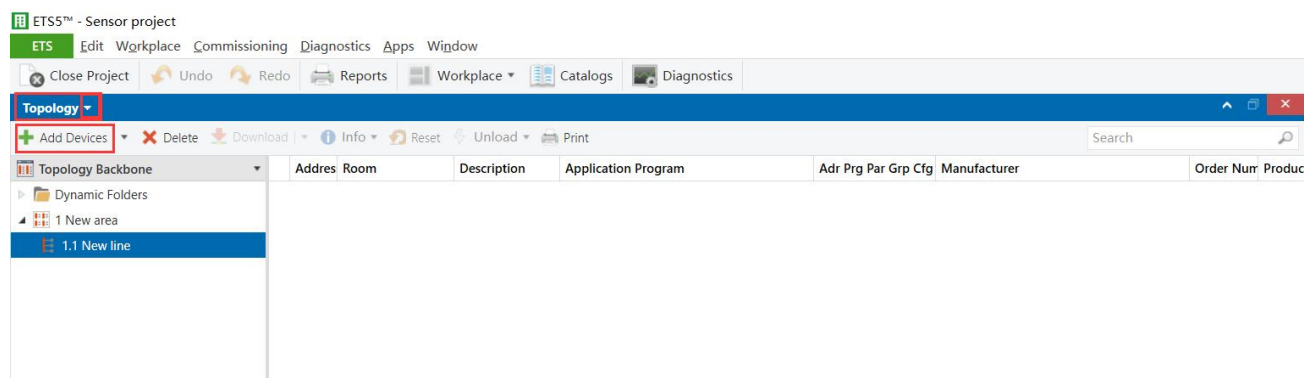 ETS5™ - Sensor project
ETS Edit Workplace Commissioning Diagnostics Apps Window
Close Project Undo Redo Reports Workplace Catalogs Diagnostics
Topology
Add Devices Delete Download Info Reset Unload Print Search
Topology Backbone Addres Room Description Application Program Adr Prg Par Grp Cfg Manufacturer Order Num Produc
Dynamic Folders
1 New area
1.1 New line